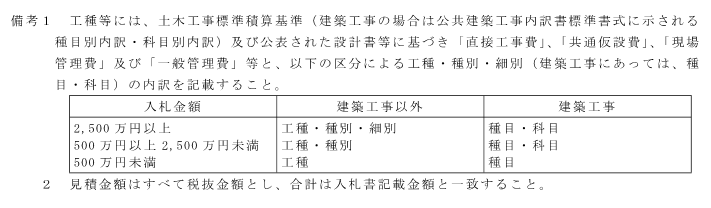 備考１　工種等には、土木工事標準積算基準（建築工事の場合は公共建築工事内訳書標準書式に示される
種目別内訳・科目別内訳）及び公表された設計書等に基づき「直接工事費」、「共通仮設費」、「現場
管理費」及び「一般管理費」等と、以下の区分による工種・種別・細別（建築工事にあっては、種
目・科目）の内訳を記載すること。
入札金額　建築工事以外　建築工事
2,500 万円以上　工種・種別・細別　種目・科目
500 万円以上 2,500 万円未満　工種・種別　種目・科目
500 万円未満　工種　種目
２　見積金額はすべて税抜金額とし、合計は入札書記載金額と一致すること。